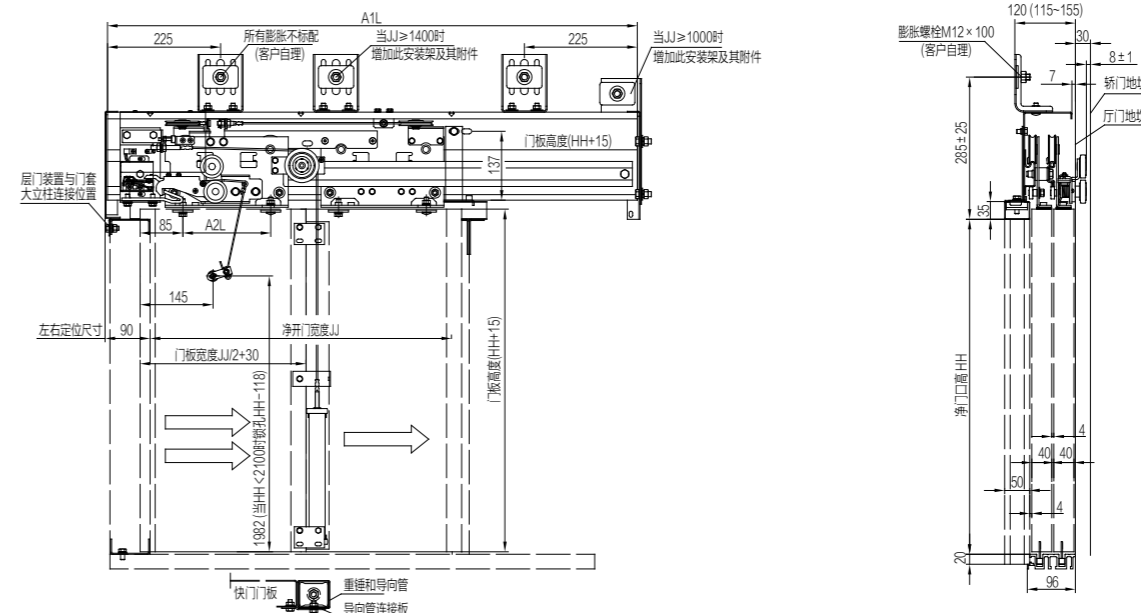 A1L
225
所有膨胀不标配
(客户自理)
当JJ≥1400时
增加此安装架及其附件
225
当JJ≥1000时
增加此安装架及其附件
门板高度(HH+15)
137
层门装置与门套
大立柱连接位置
85
A2L
145
左右定位尺寸
90
净开门宽度JJ
门板宽度JJ/2+30
门板高度(HH+15)
1982 (当HH<2100时锁孔HH-118)
快门门板
重锤和导向管
导向管连接板
120 (115~155)
膨胀螺栓M12×100
(客户自理)
30
8±1
7
轿门地
厅门地
285±25
35
净门口高 HH
4
40
40
50
4
20
96